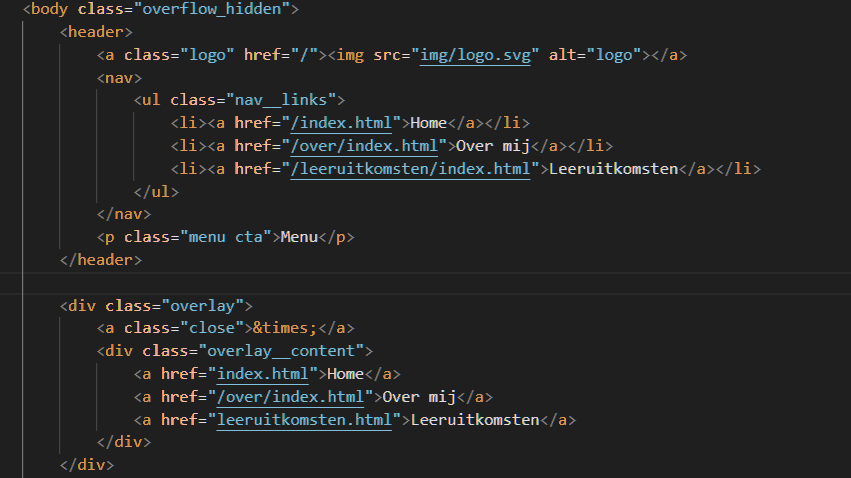 <body class="overflow_hidden">
<header>
<a class="logo" href="/"><img src="img/logo.svg" alt="logo"></a>
<nav>
<ul class="nav__links">
<li><a href="/index.html">Home</a></li>
<li><a href="/over/index.html">Over mij</a></li>
<li><a href="/leeruitkomsten/index.html">Leeruitkomsten</a></li>
</ul>
</nav>
<p class="menu cta">Menu</p>
</header>
<div class="overlay">
<a class="close">&times;</a>
<div class="overlay__content">
<a href="index.html">Home</a>
<a href="/over/index.html">Over mij</a>
<a href="leeruitkomsten.html">Leeruitkomsten</a>
</div>
</div>